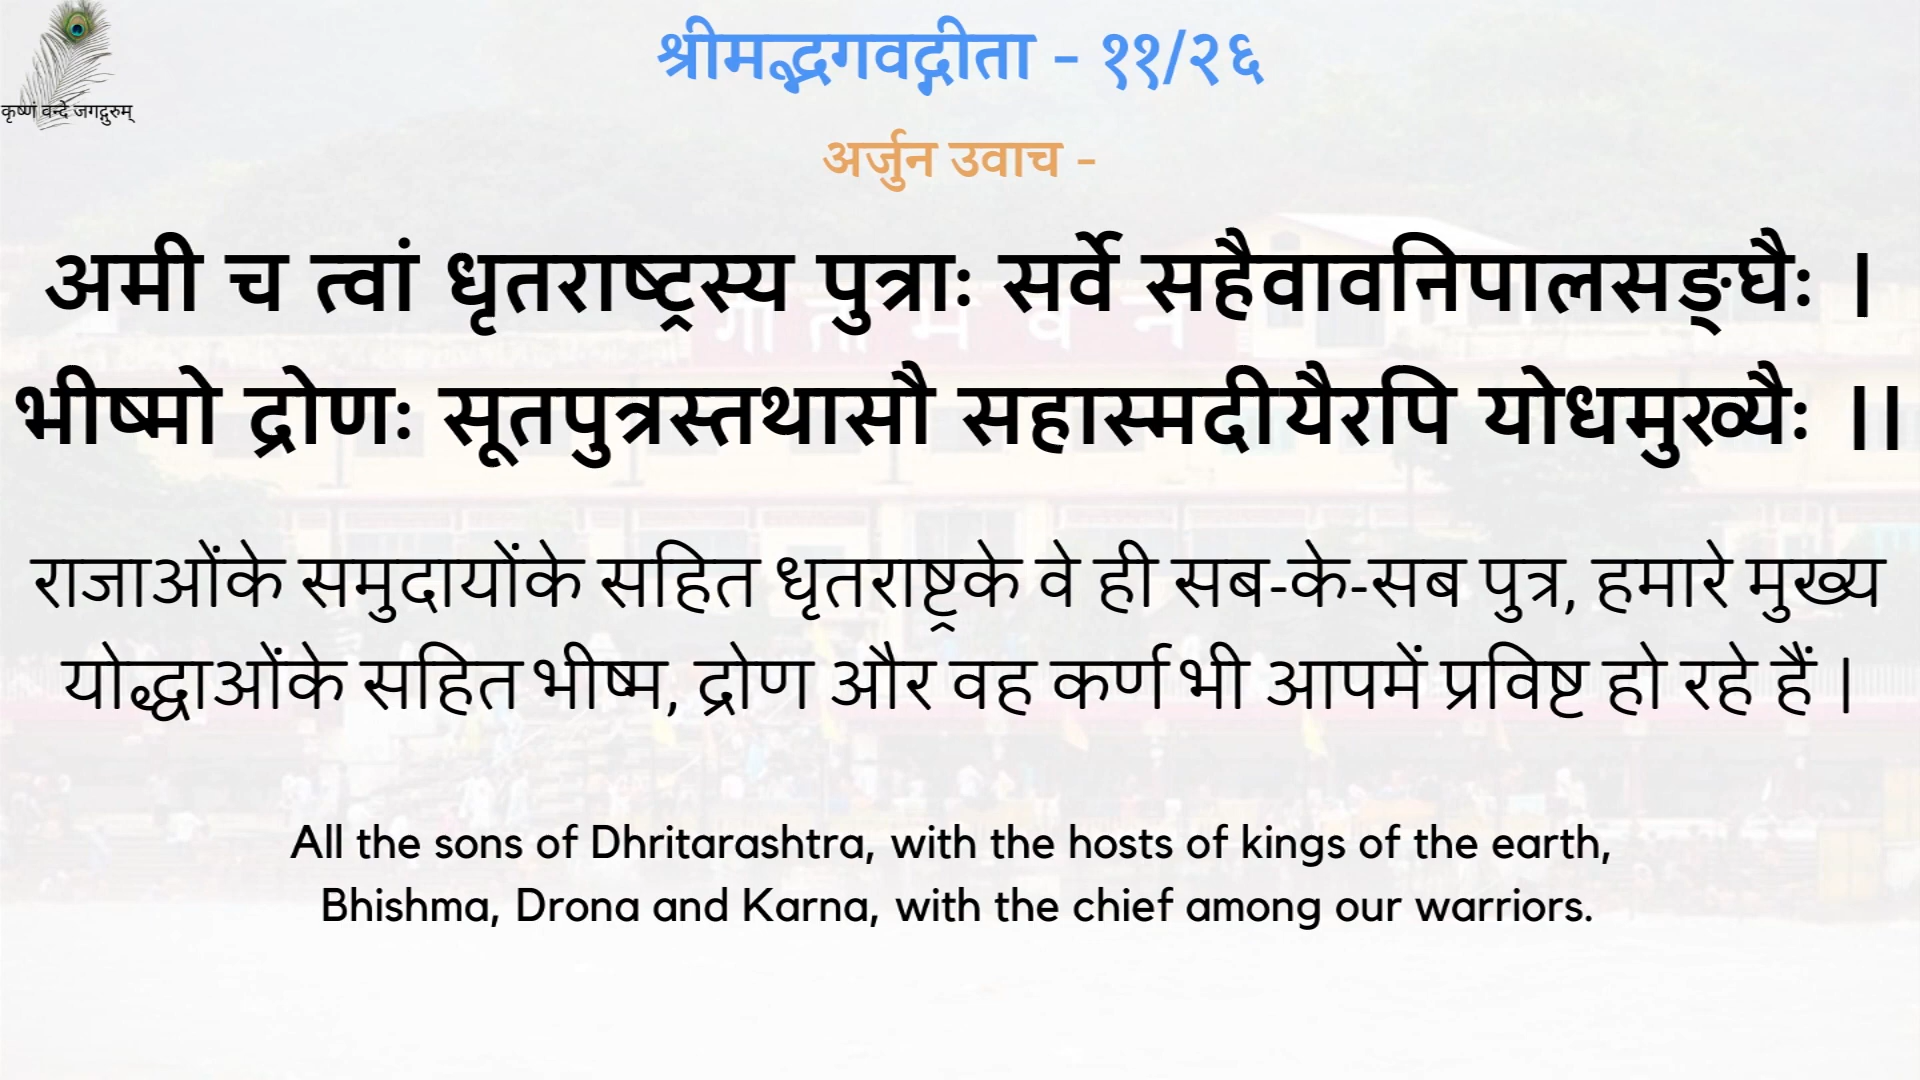 कृष्णं वन्दे जगद्गुरुम्
श्रीमद्भगवद्गीता - ११/२६
अर्जुन उवाच -
अमी च त्वां धृतराष्ट्रस्य पुत्राः सर्वे सहैवावनिपालसङ्घैः ।
गीता भवन
भीष्मो द्रोणः सूतपुत्रस्तथासौ सहास्मदीयैरपि योधमुख्यैः ।।
राजाओंके समुदायोंके सहित धृतराष्ट्रके वे ही सब-के-सब पुत्र, हमारे मुख्य
योद्धाओंके सहित भीष्म, द्रोण और वह कर्ण भी आपमें प्रविष्ट हो रहे हैं |
All the sons of Dhritarashtra, with the hosts of kings of the earth,
Bhishma, Drona and Karna, with the chief among our warriors.